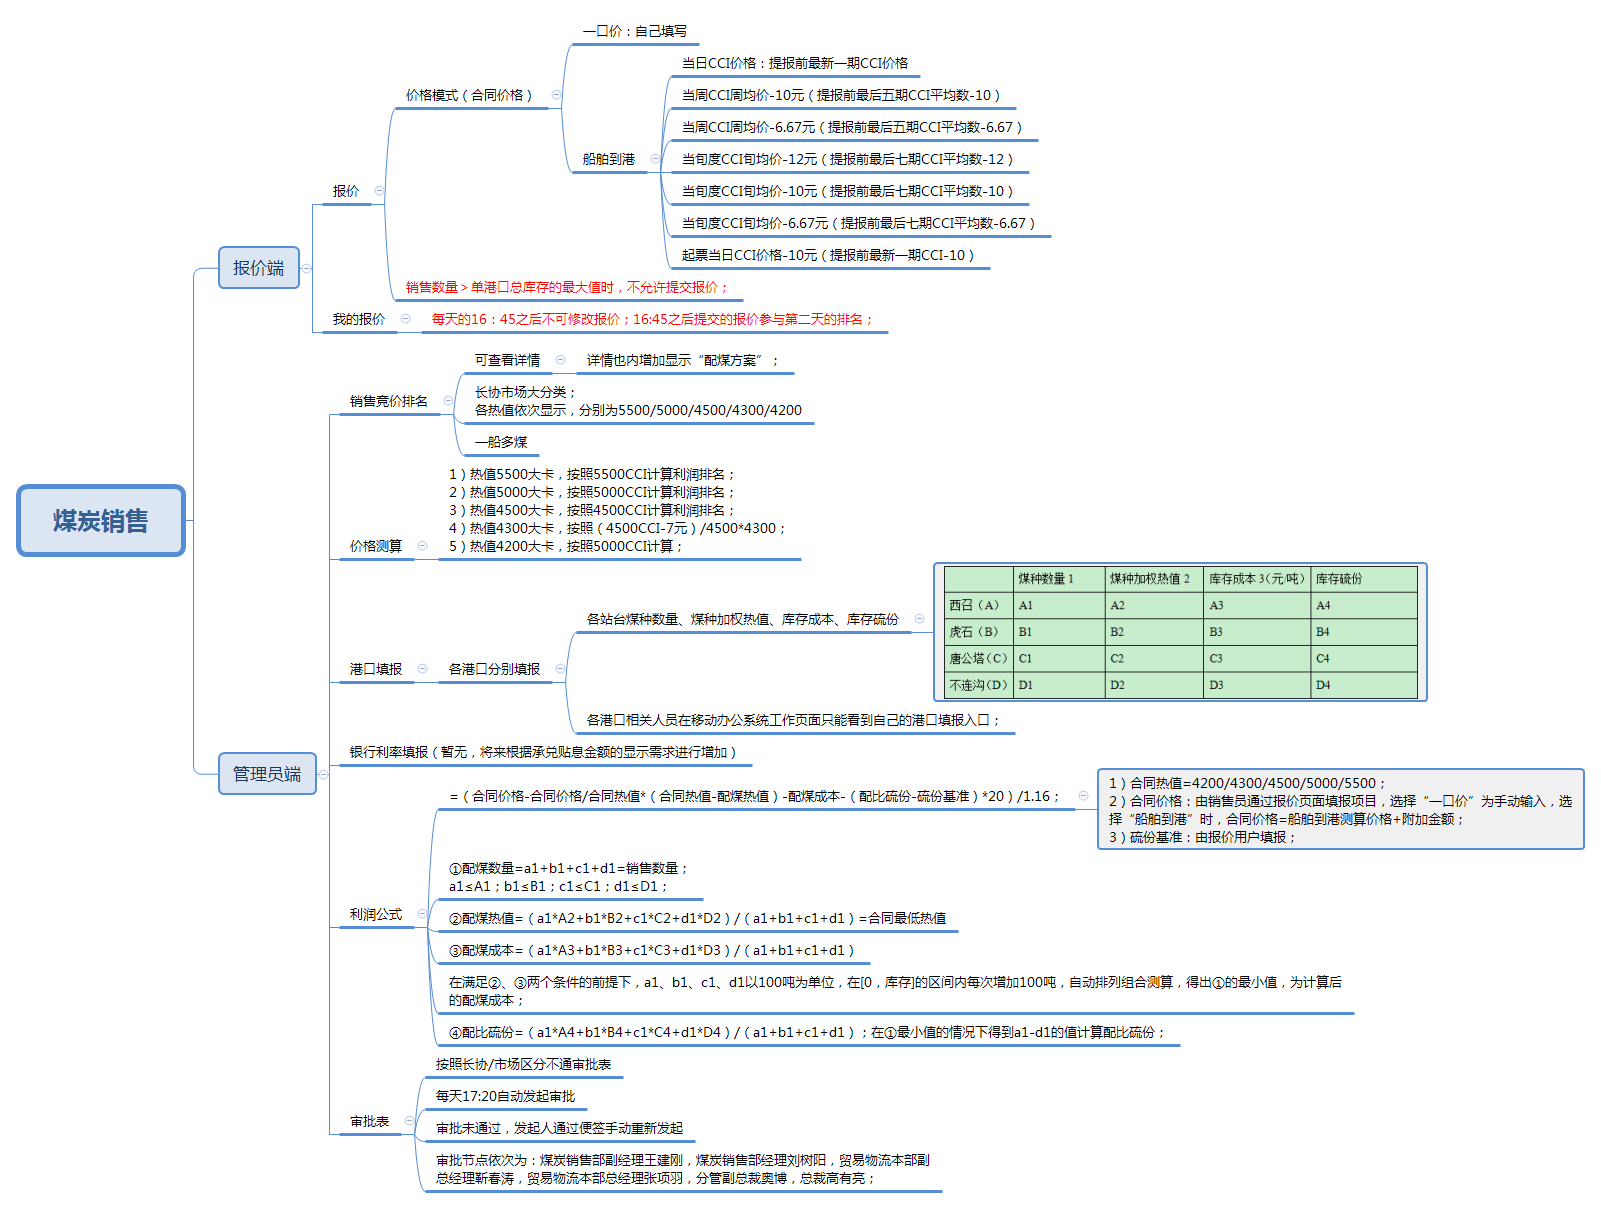 煤炭销售
报价端
报价
价格模式（合同价格）
一口价：自己填写
船舶到港
当日CCI价格：提报前最新一期CCI价格
当周CCI周均价-10元（提报前最后五期CCI平均数-10）
当周CCI周均价-6.67元（提报前最后五期CCI平均数-6.67）
当旬度CCI旬均价-12元（提报前最后七期CCI平均数-12）
当旬度CCI旬均价-10元（提报前最后七期CCI平均数-10）
当旬度CCI旬均价-6.67元（提报前最后七期CCI平均数-6.67）
起票当日CCI价格-10元（提报前最新一期CCI-10）
销售数量＞单港口总库存的最大值时，不允许提交报价；
我的报价
每天的16：45之后不可修改报价；16:45之后提交的报价参与第二天的排名；
管理员端
销售竞价排名
可查看详情
详情也内增加显示“配煤方案”；
长协市场大分类；
各热值依次显示，分别为5500/5000/4500/4300/4200
一船多煤
价格测算
1）热值5500大卡，按照5500CCI计算利润排名；
2）热值5000大卡，按照5000CCI计算利润排名；
3）热值4500大卡，按照4500CCI计算利润排名；
4）热值4300大卡，按照（4500CCI-7元）/4500*4300；
5）热值4200大卡，按照5000CCI计算；
港口填报
各港口分别填报
各站台煤种数量、煤种加权热值、库存成本、库存硫份
煤种数量 1 煤种加权热值 2 库存成本 3（元/吨） 库存硫份
西召（A） A1 A2 A3 A4
虎石（B） B1 B2 B3 B4
唐公塔（C） C1 C2 C3 C4
不连沟（D） D1 D2 D3 D4
各港口相关人员在移动办公系统工作页面只能看到自己的港口填报入口；
银行利率填报（暂无，将来根据承兑贴息金额的显示需求进行增加）
利润公式
=（合同价格-合同价格/合同热值*（合同热值-配煤热值）-配煤成本-（配比硫份-硫份基准）*20）/1.16；
1）合同热值=4200/4300/4500/5000/5500；
2）合同价格：由销售员通过报价页面填报项目，选择“一口价”为手动输入，选
择“船舶到港”时，合同价格=船舶到港测算价格+附加金额；
3）硫份基准：由报价用户填报；
①配煤数量=a1+b1+c1+d1=销售数量；
a1≤A1；b1≤B1；c1≤C1；d1≤D1；
②配煤热值=（a1*A2+b1*B2+c1*C2+d1*D2）/（a1+b1+c1+d1）=合同最低热值
③配煤成本=（a1*A3+b1*B3+c1*C3+d1*D3）/（a1+b1+c1+d1）
在满足②、③两个条件的前提下，a1、b1、c1、d1以100吨为单位，在[0，库存]的区间内每次增加100吨，自动排列组合测算，得出①的最小值，为计算后
的配煤成本；
④配比硫份=（a1*A4+b1*B4+c1*C4+d1*D4）/（a1+b1+c1+d1）；在①最小值的情况下得到a1-d1的值计算配比硫份；
审批表
按照长协/市场区分不通审批表
每天17:20自动发起审批
审批未通过，发起人通过便签手动重新发起
审批节点依次为：煤炭销售部副经理王建刚，煤炭销售部经理刘树阳，贸易物流本部副
总经理靳春涛，贸易物流本部总经理张项羽，分管副总裁奥博，总裁高有亮；